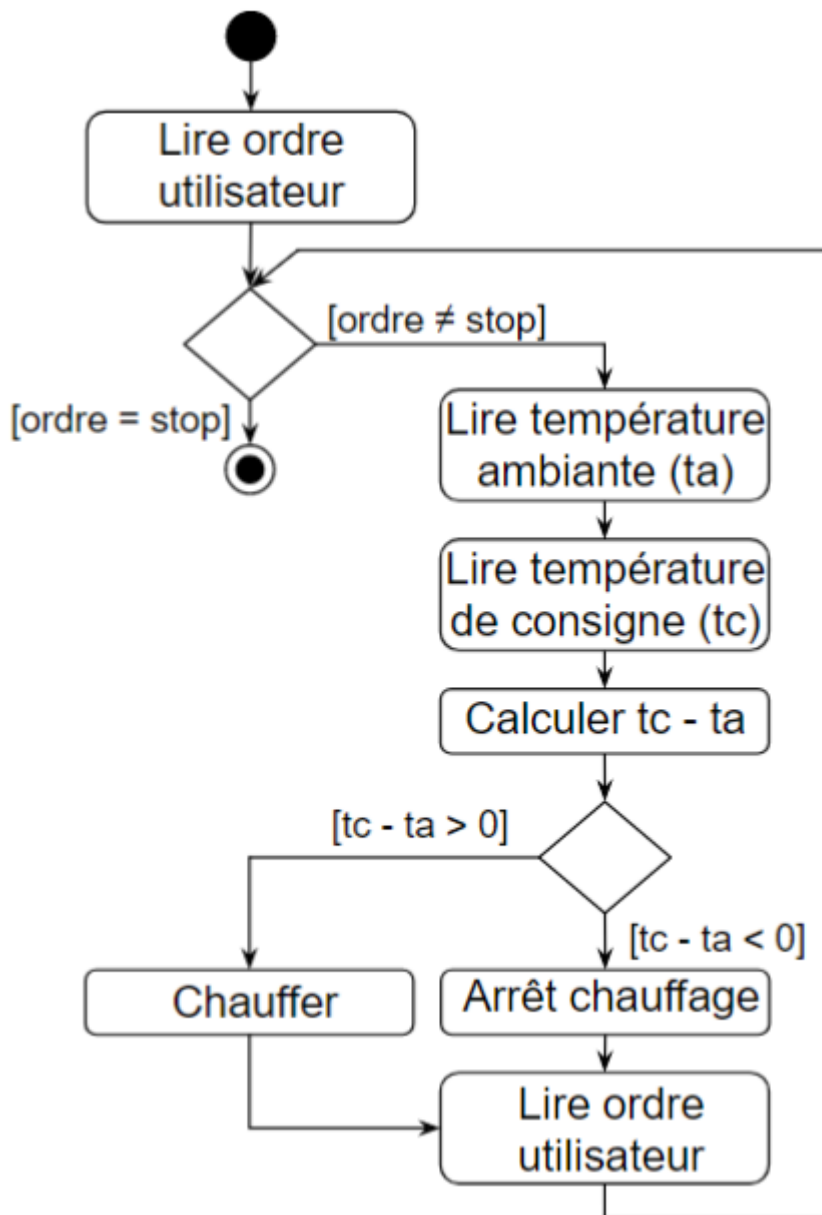 Lire ordre
utilisateur
[ordre ≠ stop]
[ordre = stop]
Lire température
ambiante (ta)
Lire température
de consigne (tc)
Calculer tc - ta
[tc - ta > 0]
[tc - ta < 0]
Chauffer
Arrêt chauffage
Lire ordre
utilisateur